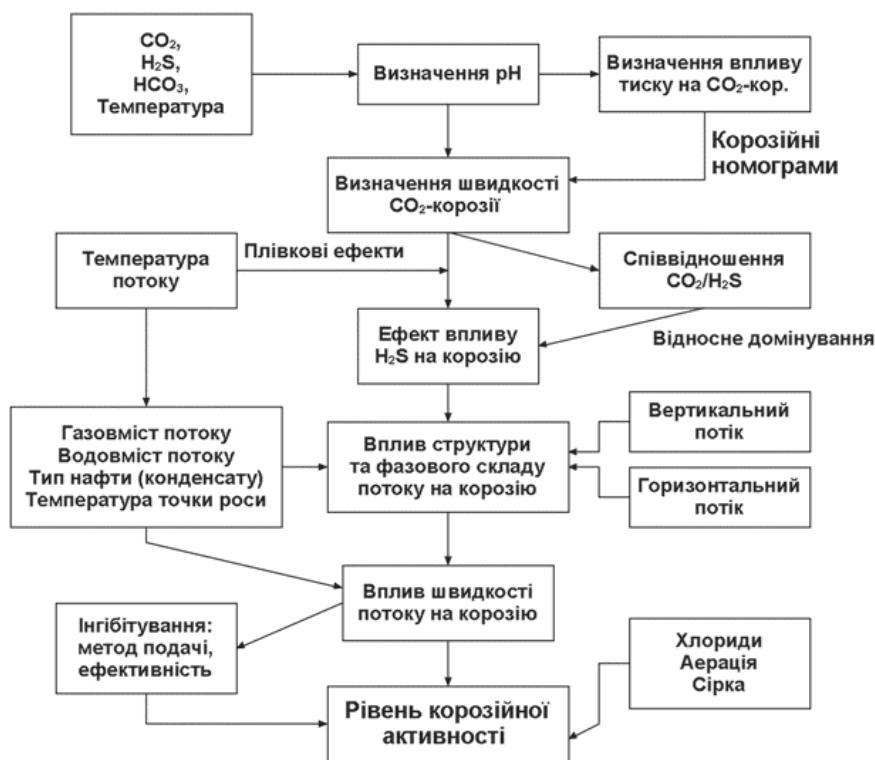 CO₂,
H₂S,
HCO₃,
Температура
Визначення pH
Визначення впливу
тиску на CO₂-кор.
Корозійні
номограми
Визначення швидкості
CO₂-корозії
Температура
потоку
Плівкові ефекти
Співвідношення
CO₂/H₂S
Ефект впливу
H₂S на корозію
Відносне домінування
Газовміст потоку
Водовміст потоку
Тип нафти (конденсату)
Температура точки роси
Вплив структури
та фазового складу
потоку на корозію
Вертикальний
потік
Горизонтальний
потік
Вплив швидкості
потоку на корозію
Інгібітування:
метод подачі,
ефективність
Хлориди
Аерація
Сірка
Рівень корозійної
активності